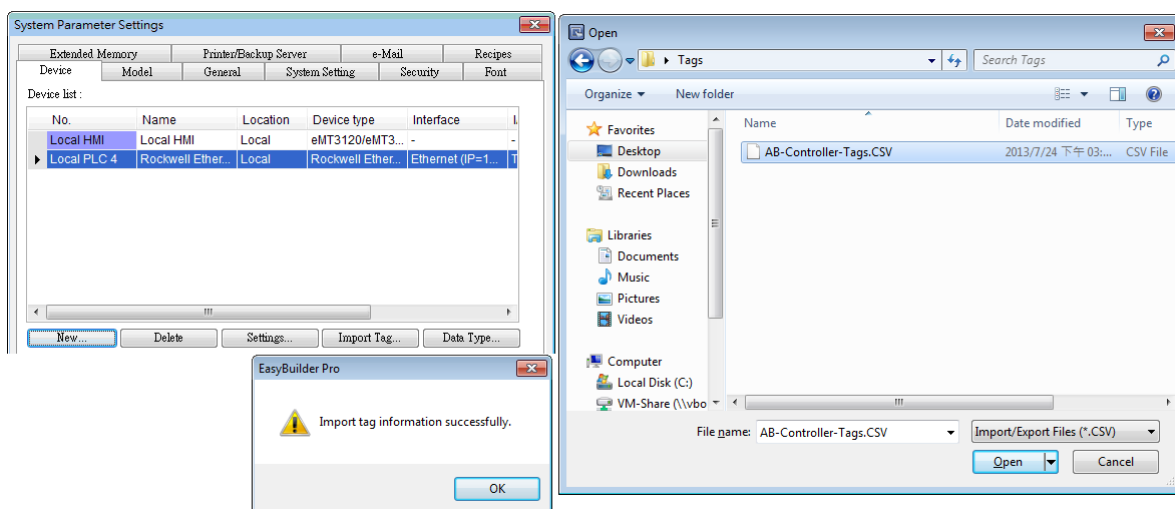 System Parameter Settings
Extended Memory Printer/Backup Server e-Mail Recipes
Device Model General System Setting Security Font
Device list :
No. Name Location Device type Interface
Local HMI Local HMI Local eMT3120/eMT3... - -
Local PLC 4 Rockwell Ether... Local Rockwell Ether... Ethernet (IP=1... T
New... Delete Settings... Import Tag... Data Type...
EasyBuilder Pro
Import tag information successfully.
OK
Open
Tags
Search Tags
Organize New folder
Name Date modified Type
Favorites
Desktop
Downloads
Recent Places
Libraries
Documents
Music
Pictures
Videos
Computer
Local Disk (C:)
VM-Share (\\vbo
AB-Controller-Tags.CSV 2013/7/24 下午 03:... CSV File
File name: AB-Controller-Tags.CSV Import/Export Files (*.CSV)
Open Cancel